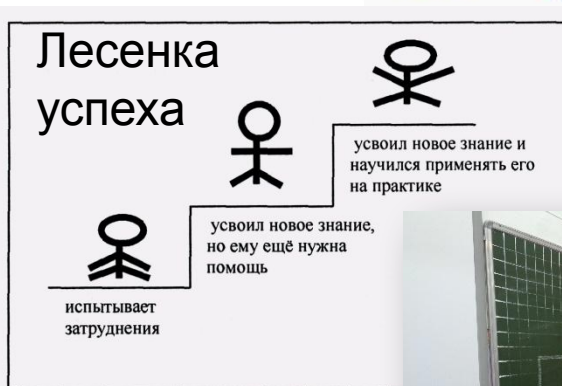 Лесенка
успеха
усвоил новое знание и
научился применять его
на практике
усвоил новое знание,
но ему ещё нужна
помощь
испытывает
затруднения